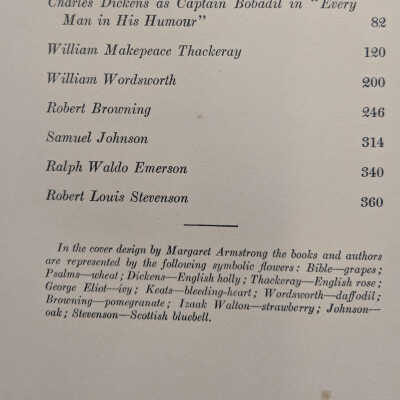 Charles Dickens as Captain Bobadil in "Every
Man in His Humour" 82
William Makepeace Thackeray 120
William Wordsworth 200
Robert Browning 246
Samuel Johnson 314
Ralph Waldo Emerson 340
Robert Louis Stevenson 360
In the cover design by Margaret Armstrong the books and authors
are represented by the following symbolic flowers: Bible—grapes;
Psalms—wheat; Dickens—English holly; Thackeray—English rose;
George Eliot—ivy; Keats—bleeding-heart; Wordsworth—daffodil;
Browning—pomegranate; Izaak Walton—strawberry; Johnson—
oak; Stevenson—Scottish bluebell.